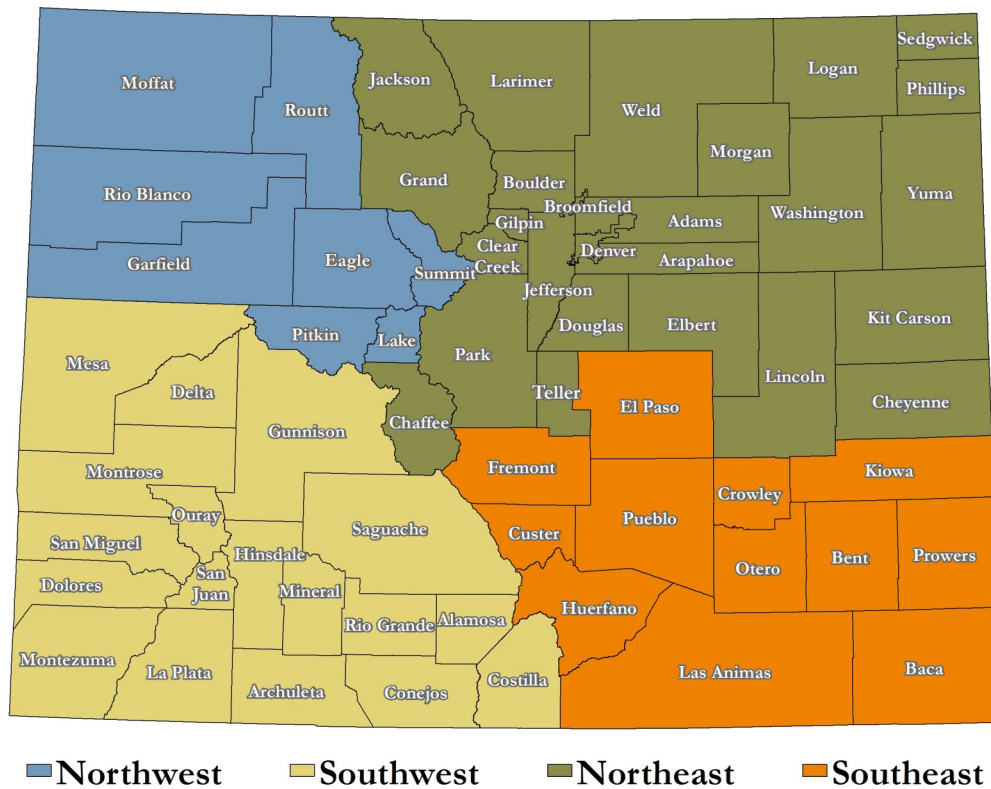 Sedgwick
Moffat
Jackson
Larimer
Logan
Phillips
Routt
Weld
Morgan
Grand
Boulder
Rio Blanco
Yuma
Broomfield
Washington
Gilpin
Adams
Clear
Creek
Denver
Arapahoe
Garfield
Eagle
Summit
Jefferson
Kit Carson
Pitkin
Lake
Douglas
Elbert
Mesa
Park
Lincoln
Delta
Teller
El Paso
Cheyenne
Chaffee
Gunnison
Montrose
Fremont
Kiowa
Crowley
Ouray
Saguache
Custer
Pueblo
San Miguel
Hinsdale
Bent
Prowers
Otero
Dolores
San
Juan
Mineral
Huerfano
Rio Grande
Alamosa
Montezuma
La Plata
Costilla
Las Animas
Baca
Archuleta
Conejos
Northwest
Southwest
Northeast
Southeast